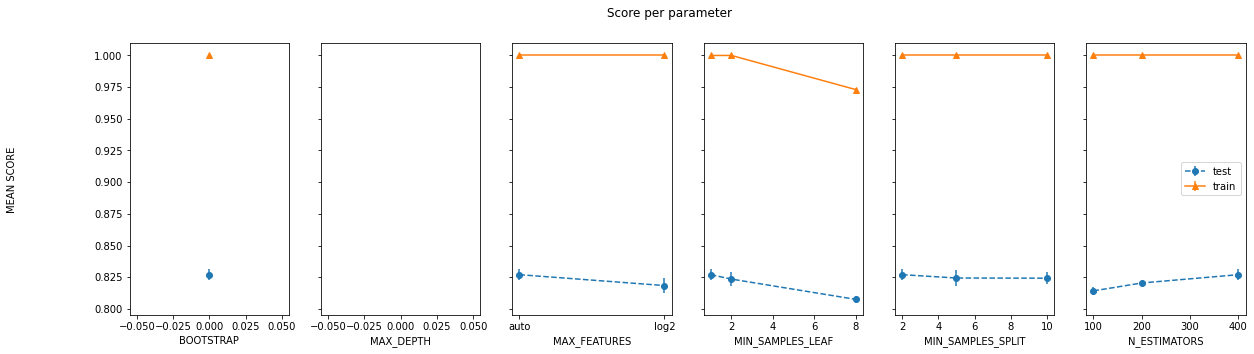 Score per parameter
MEAN SCORE
1.000
0.975
0.950
0.925
0.900
0.875
0.850
0.825
0.800
−0.050 −0.025 0.000 0.025 0.050
BOOTSTRAP
−0.050 −0.025 0.000 0.025 0.050
MAX_DEPTH
auto log2
MAX_FEATURES
2 4 6 8
MIN_SAMPLES_LEAF
2 4 6 8 10
MIN_SAMPLES_SPLIT
test
train
100 200 300 400
N_ESTIMATORS